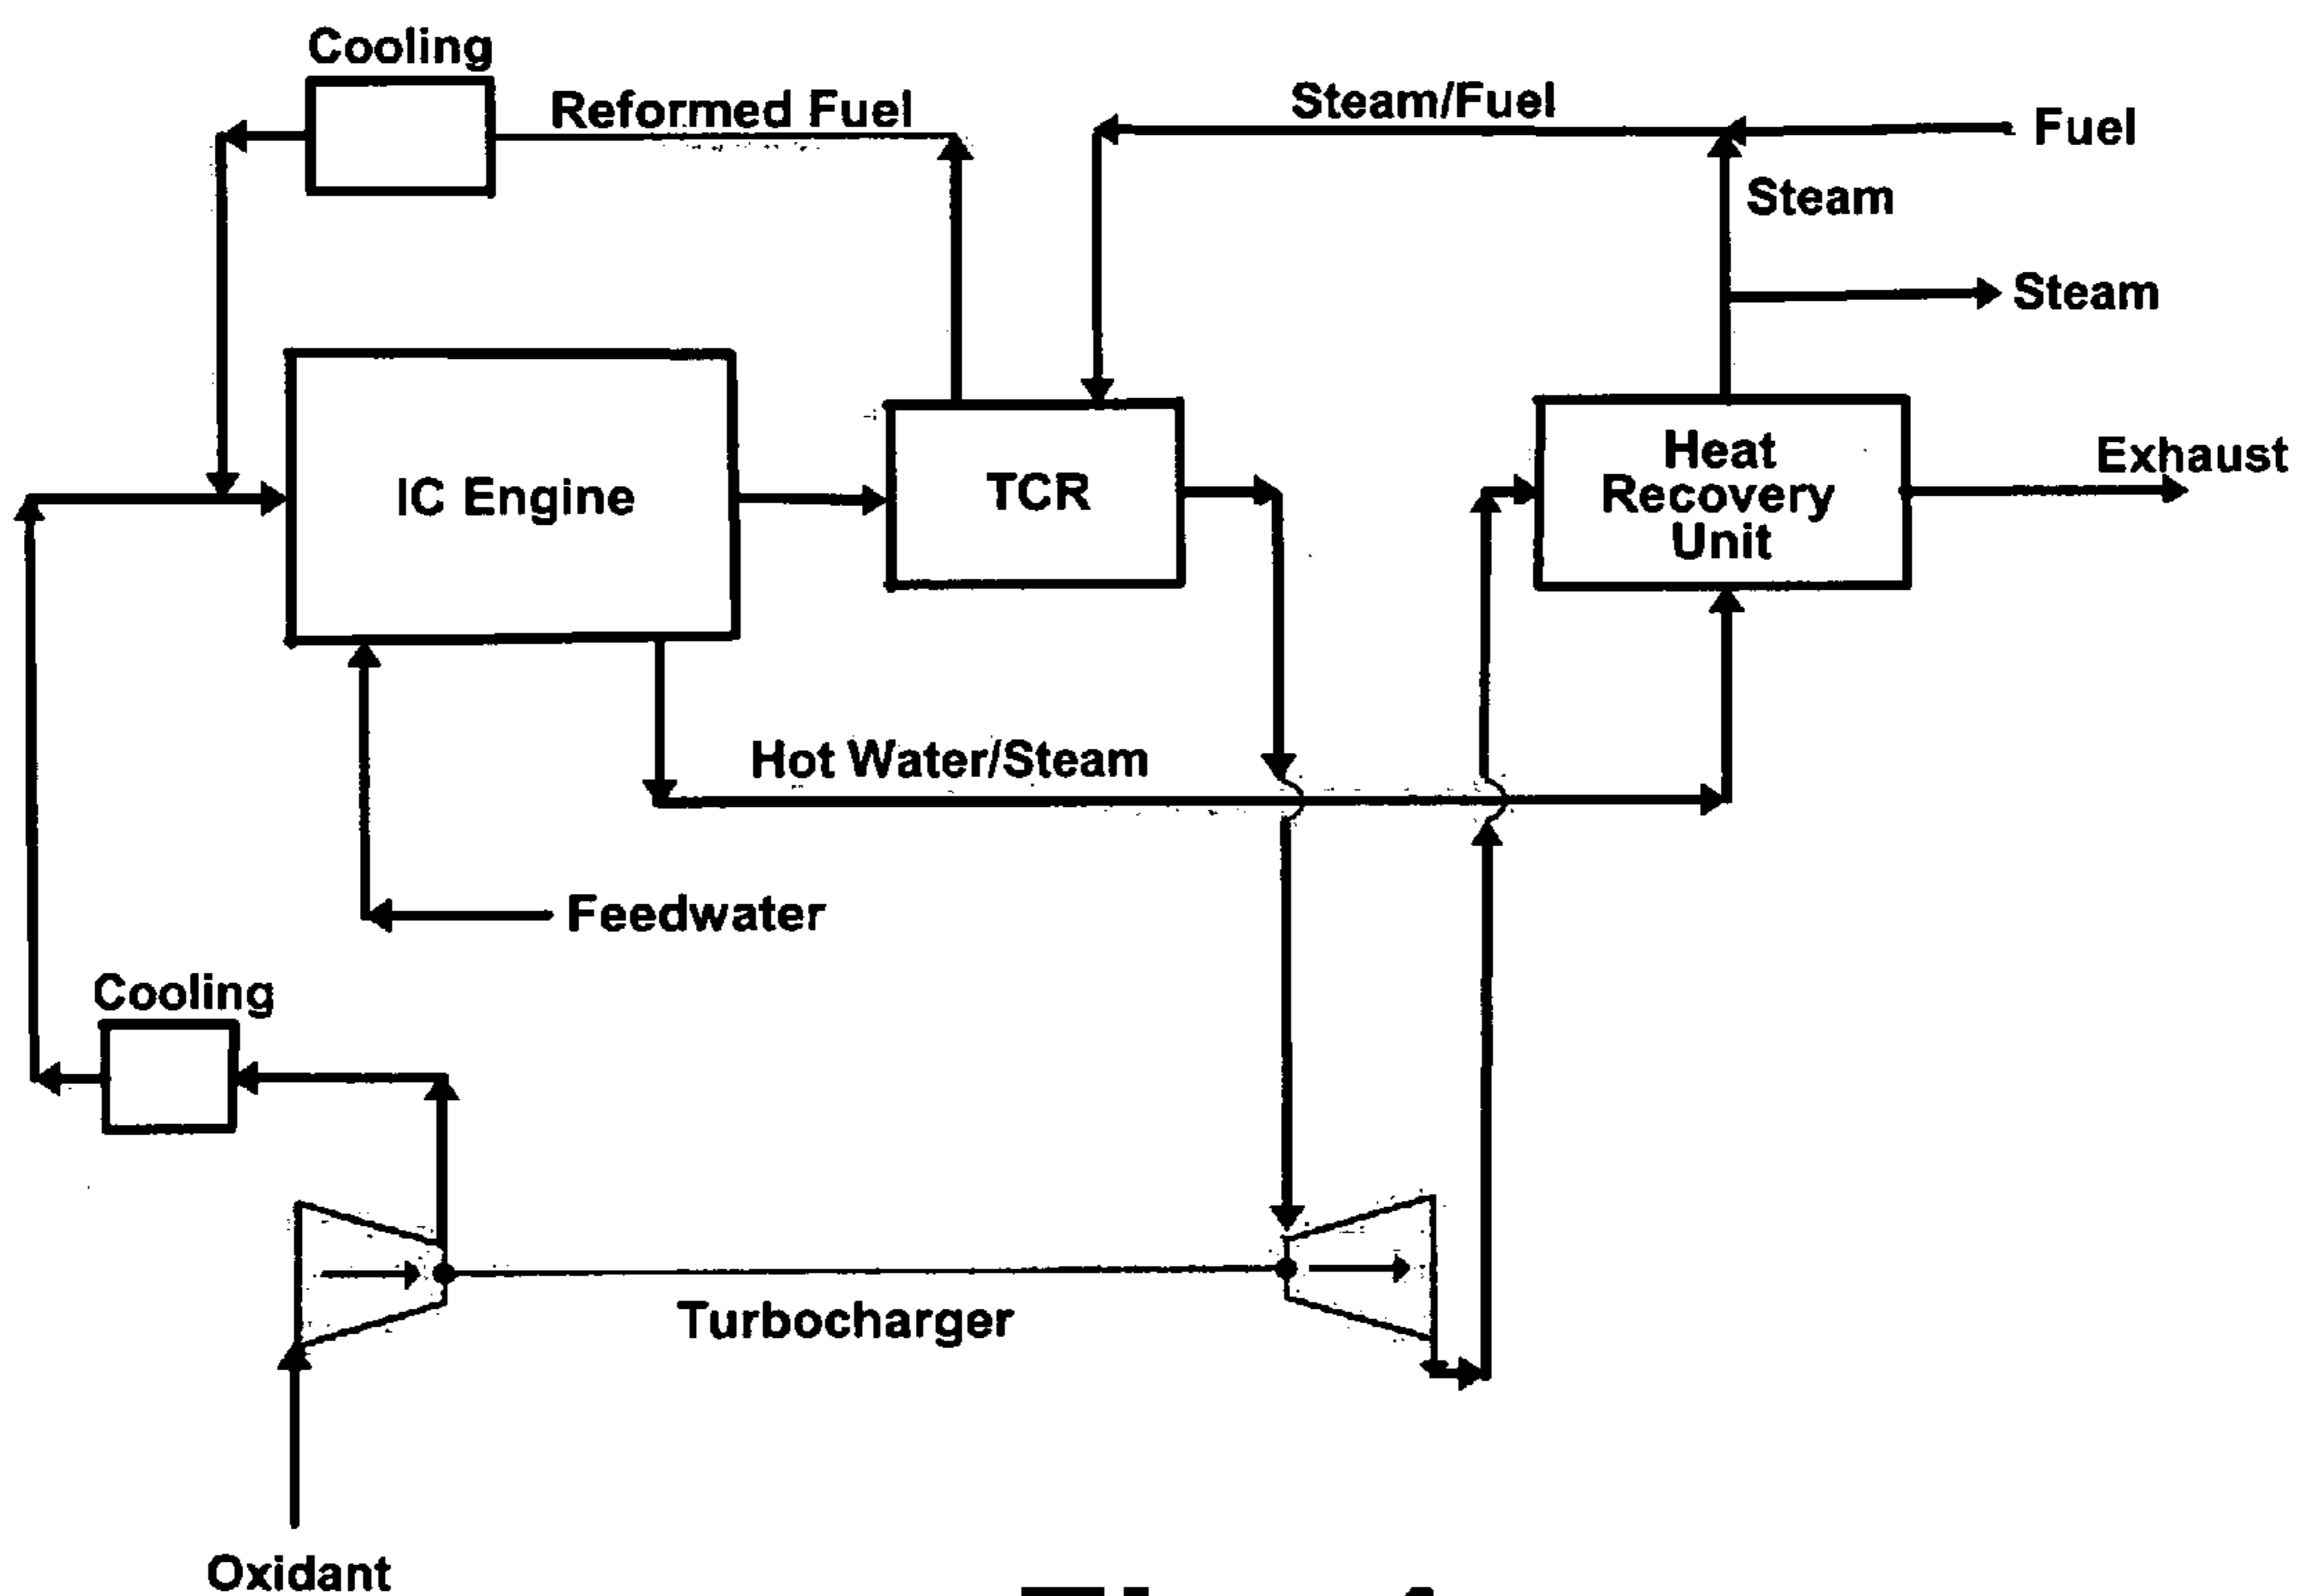 Cooling
Reformed Fuel
Steam/Fuel
Fuel
Steam
Steam
IC Engine
TCR
Heat
Recovery
Unit
Exhaust
Hot Water/Steam
Feedwater
Cooling
Turbocharger
Oxidant